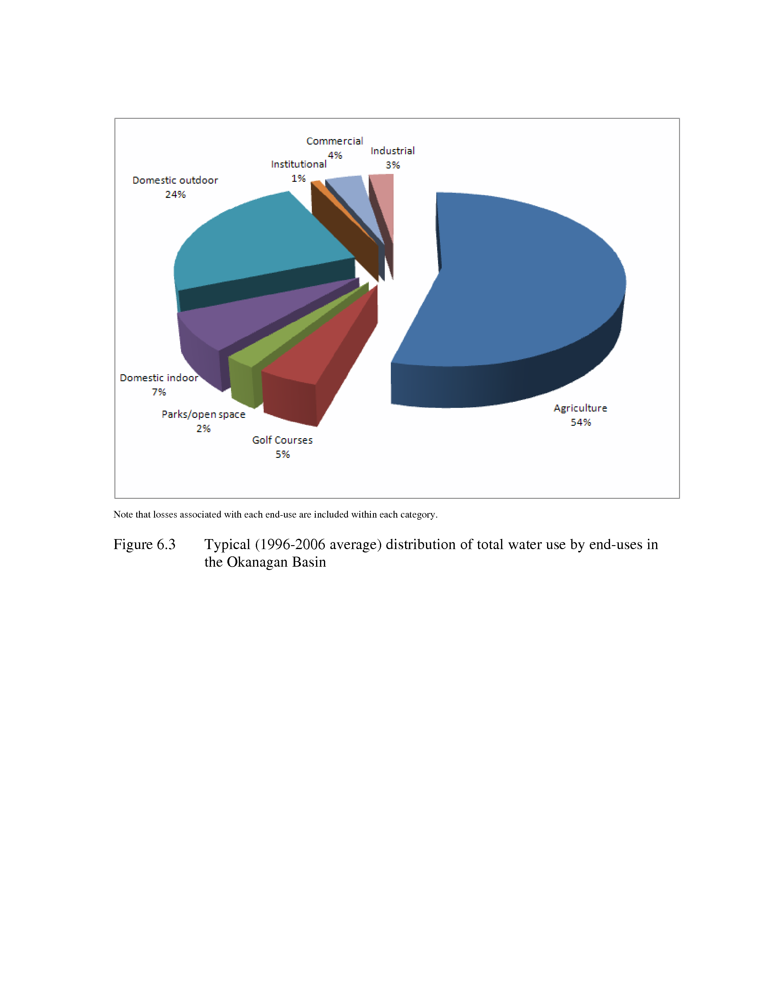 Commercial
4%
Industrial
3%
Institutional
1%
Domestic outdoor
24%
Domestic indoor
7%
Parks/open space
2%
Golf Courses
5%
Agriculture
54%
Note that losses associated with each end-use are included within each category.
Figure 6.3 Typical (1996-2006 average) distribution of total water use by end-uses in
the Okanagan Basin